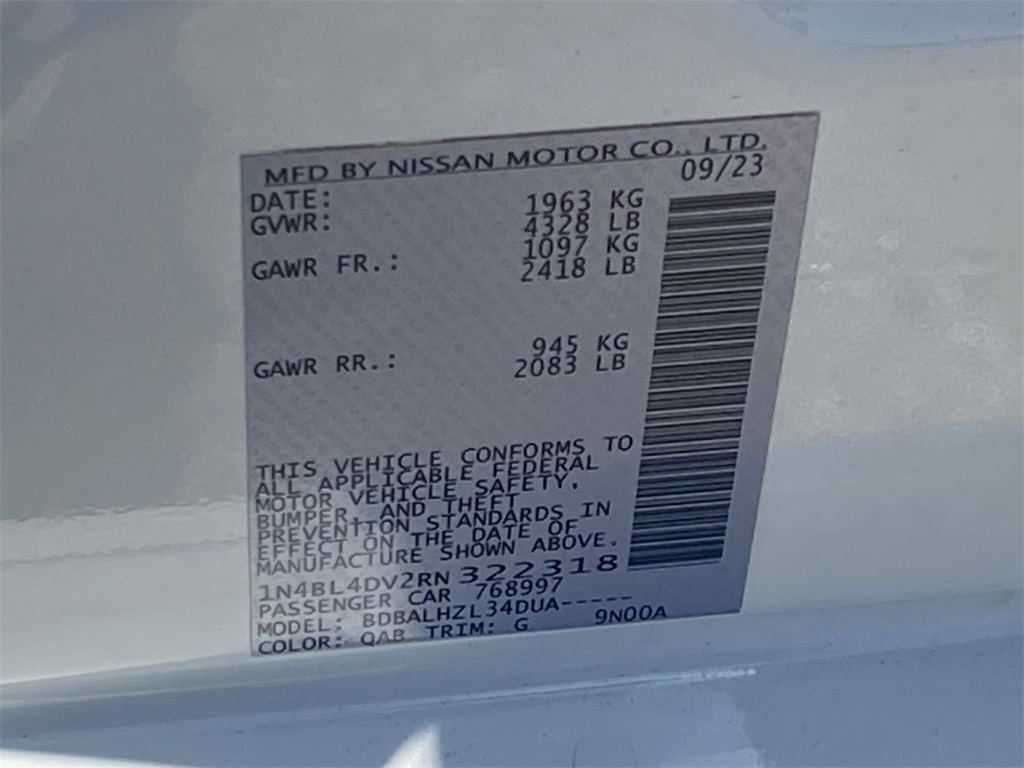 MFD BY NISSAN MOTOR CO., LTD.
DATE: 09/23
GVWR: 1963 KG
4328 LB
GAWR FR.: 1097 KG
2418 LB
GAWR RR.: 945 KG
2083 LB
THIS VEHICLE CONFORMS TO
ALL APPLICABLE FEDERAL
MOTOR VEHICLE SAFETY,
BUMPER, AND THEFT
PREVENTION STANDARDS IN
EFFECT ON THE DATE OF
MANUFACTURE SHOWN ABOVE.
1N4BL4DV2RN322318
PASSENGER CAR 768997
MODEL: BDBALHZL34DUA-----
COLOR: QAB TRIM: G 9N00A